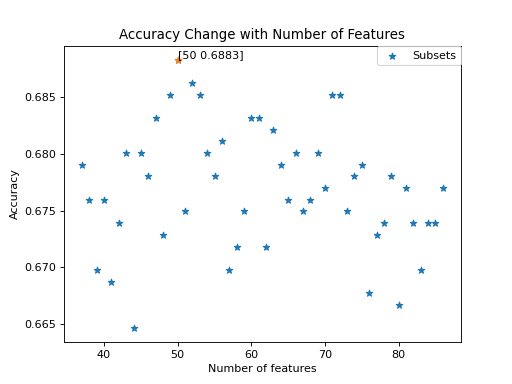 Accuracy Change with Number of Features
[50 0.6883]
Subsets
0.685
0.680
0.675
0.670
0.665
Accuracy
40 50 60 70 80
Number of features